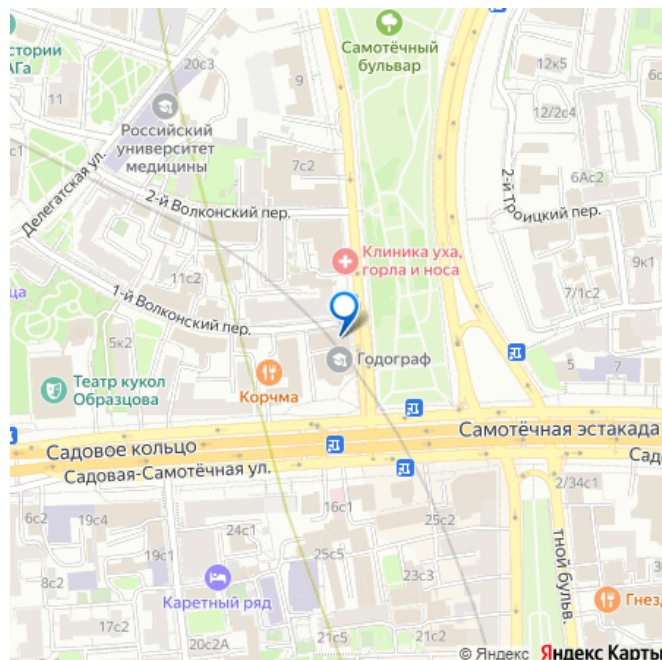 Самотёчный
бульвар
стории
АГа
20с3
12к5
11
9
Российский
университет
медицины
12/2с4
с1
7с2
6Ас2
Делегатская ул.
2-й Волконский пер.
2-й Троицкий пер.
Клиника уха,
горла и носа
9к1
11с2
ца
7/1с2
1-й Волконский пер.
5к2
Годограф
5
7
Театр кукол
Образцова
Корчма
Садовое кольцо
Самотёчная эстакада
Садовая-Самотёчная ул.
Садо
2/34с1
6с2
19с4
16с1
24с1
25с2
19с1
25с5
8с2
23с3
Каретный ряд
тной бульв.
Гнезд
17с2
20с2А
21с5
21с2
© Яндекс Яндекс Карты